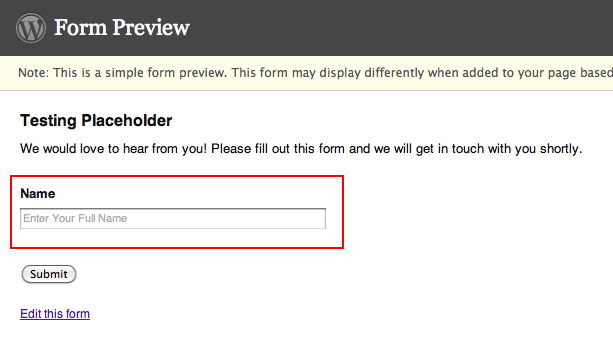 Form Preview
Note: This is a simple form preview. This form may display differently when added to your page based
Testing Placeholder
We would love to hear from you! Please fill out this form and we will get in touch with you shortly.
Name
Enter Your Full Name
Submit
Edit this form